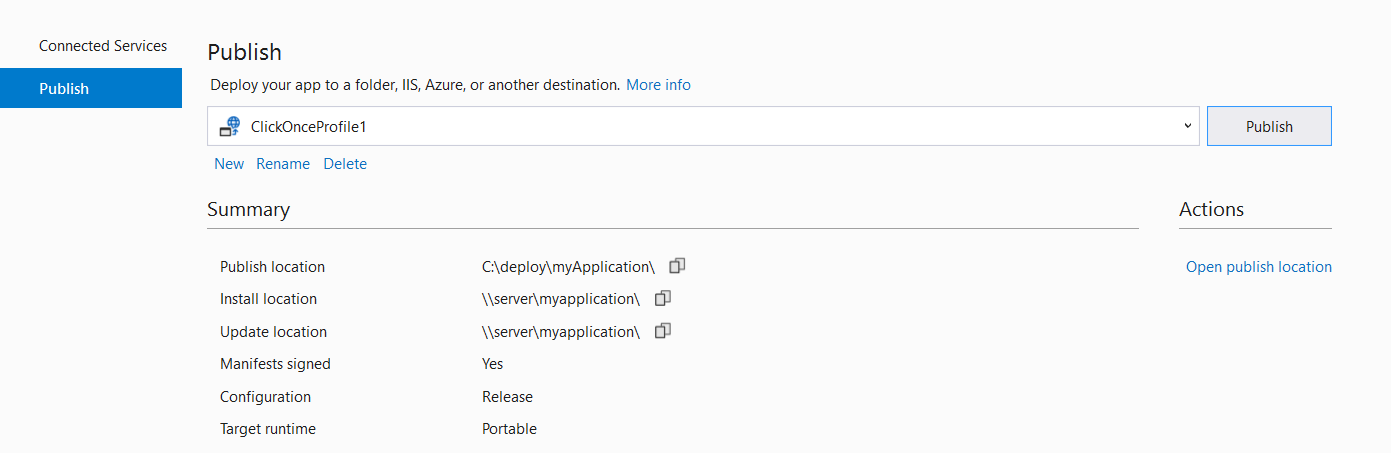 Connected Services
Publish
Publish
Deploy your app to a folder, IIS, Azure, or another destination. More info
ClickOnceProfile1
Publish
New Rename Delete
Summary
Actions
Publish location C:\deploy\myApplication\
Open publish location
Install location \\server\myapplication\
Update location \\server\myapplication\
Manifests signed Yes
Configuration Release
Target runtime Portable